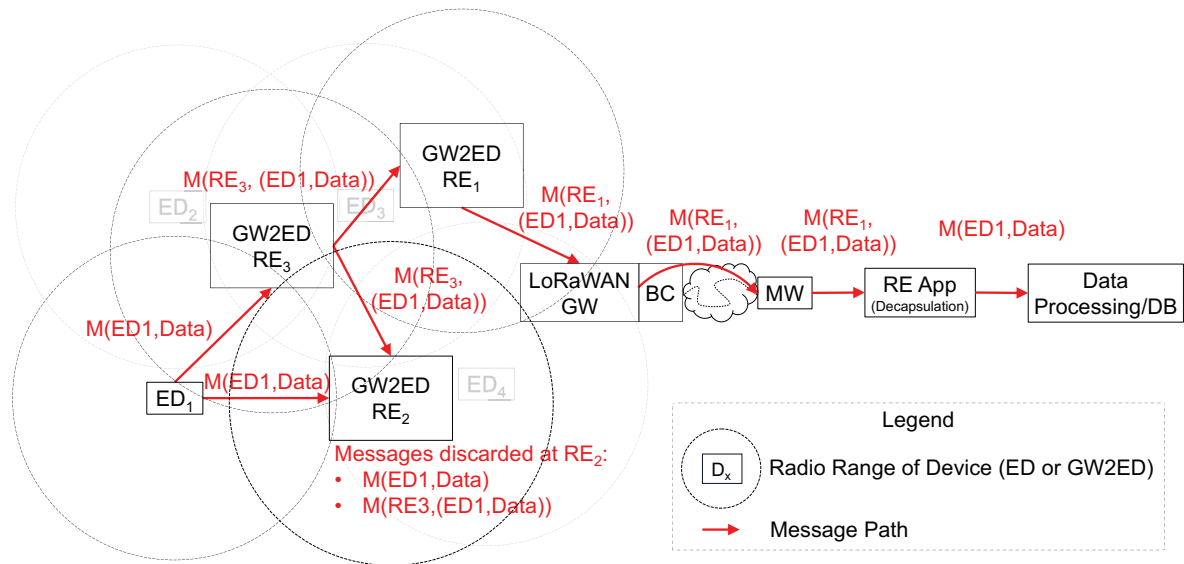 GW2ED
RE1
M(RE3, (ED1,Data))
ED2
ED3
GW2ED
RE3
M(RE1,
(ED1,Data))
M(RE1,
(ED1,Data))
M(RE1,
(ED1,Data))
M(ED1,Data)
M(RE3,
(ED1,Data))
LoRaWAN
GW
BC
MW
RE App
(Decapsulation)
Data
Processing/DB
M(ED1,Data)
M(ED1,Data)
ED1
GW2ED
RE2
ED4
Messages discarded at RE2:
• M(ED1,Data)
• M(RE3,(ED1,Data))
Legend
Dx
Radio Range of Device (ED or GW2ED)
Message Path